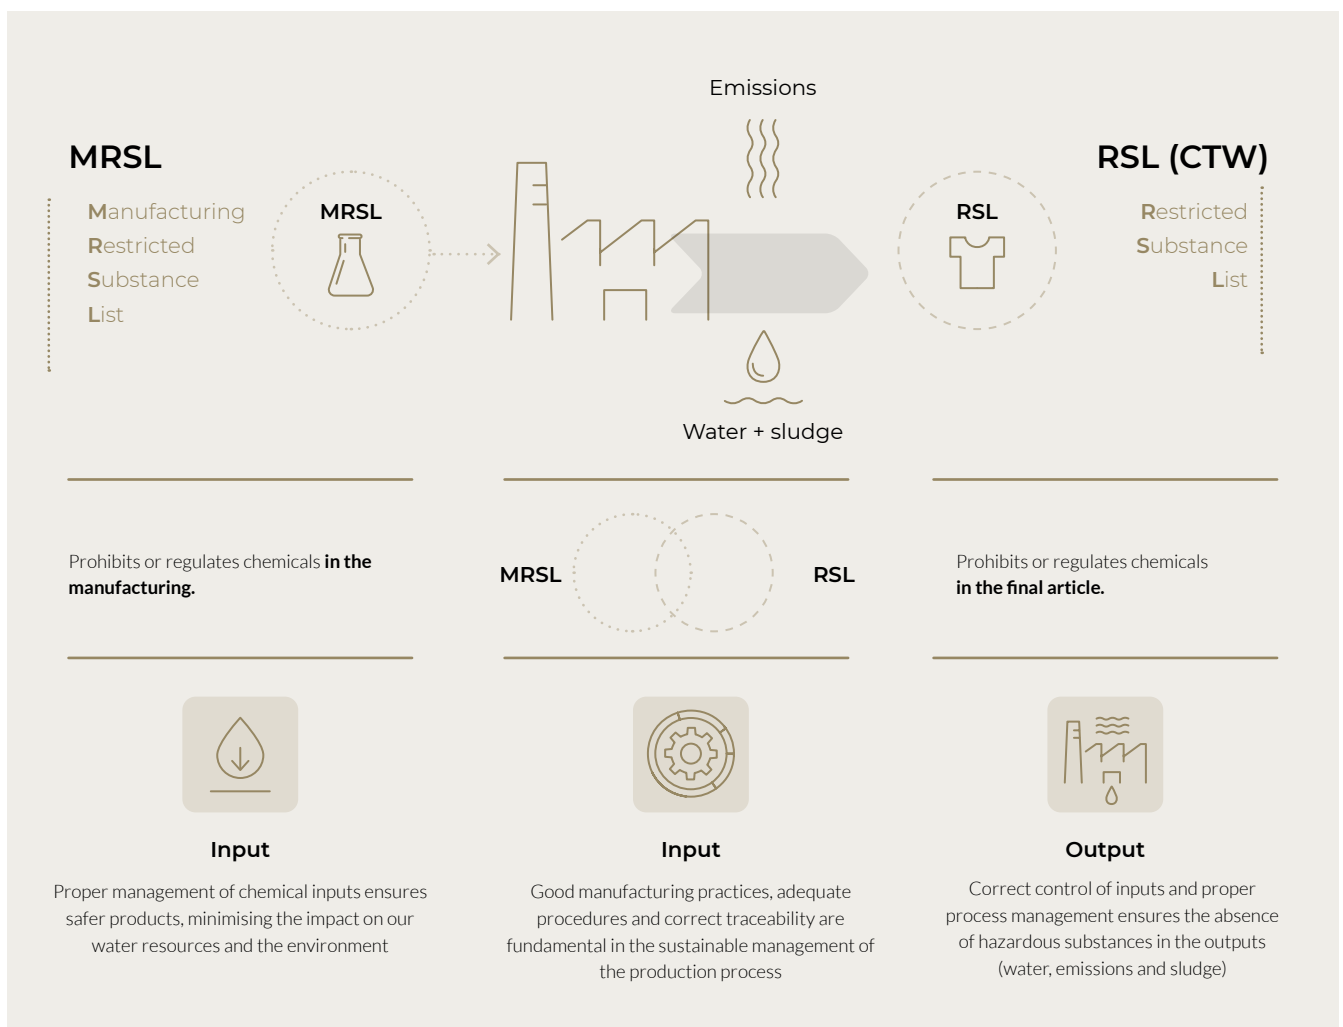 Emissions
MRSL
Manufacturing
Restricted
Substance
List
MRSL
RSL
RSL (CTW)
Restricted
Substance
List
Water + sludge
Prohibits or regulates chemicals in the
manufacturing.
MRSL
RSL
Prohibits or regulates chemicals
in the final article.
Input
Proper management of chemical inputs ensures
safer products, minimising the impact on our
water resources and the environment
Input
Good manufacturing practices, adequate
procedures and correct traceability are
fundamental in the sustainable management of
the production process
Output
Correct control of inputs and proper
process management ensures the absence
of hazardous substances in the outputs
(water, emissions and sludge)